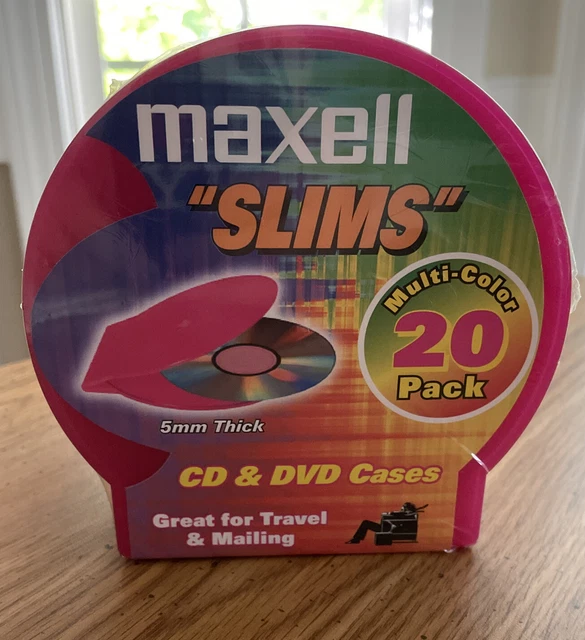 maxell
"SLIMS"
Multi-Color
20
Pack
5mm Thick
CD & DVD Cases
Great for Travel
& Mailing